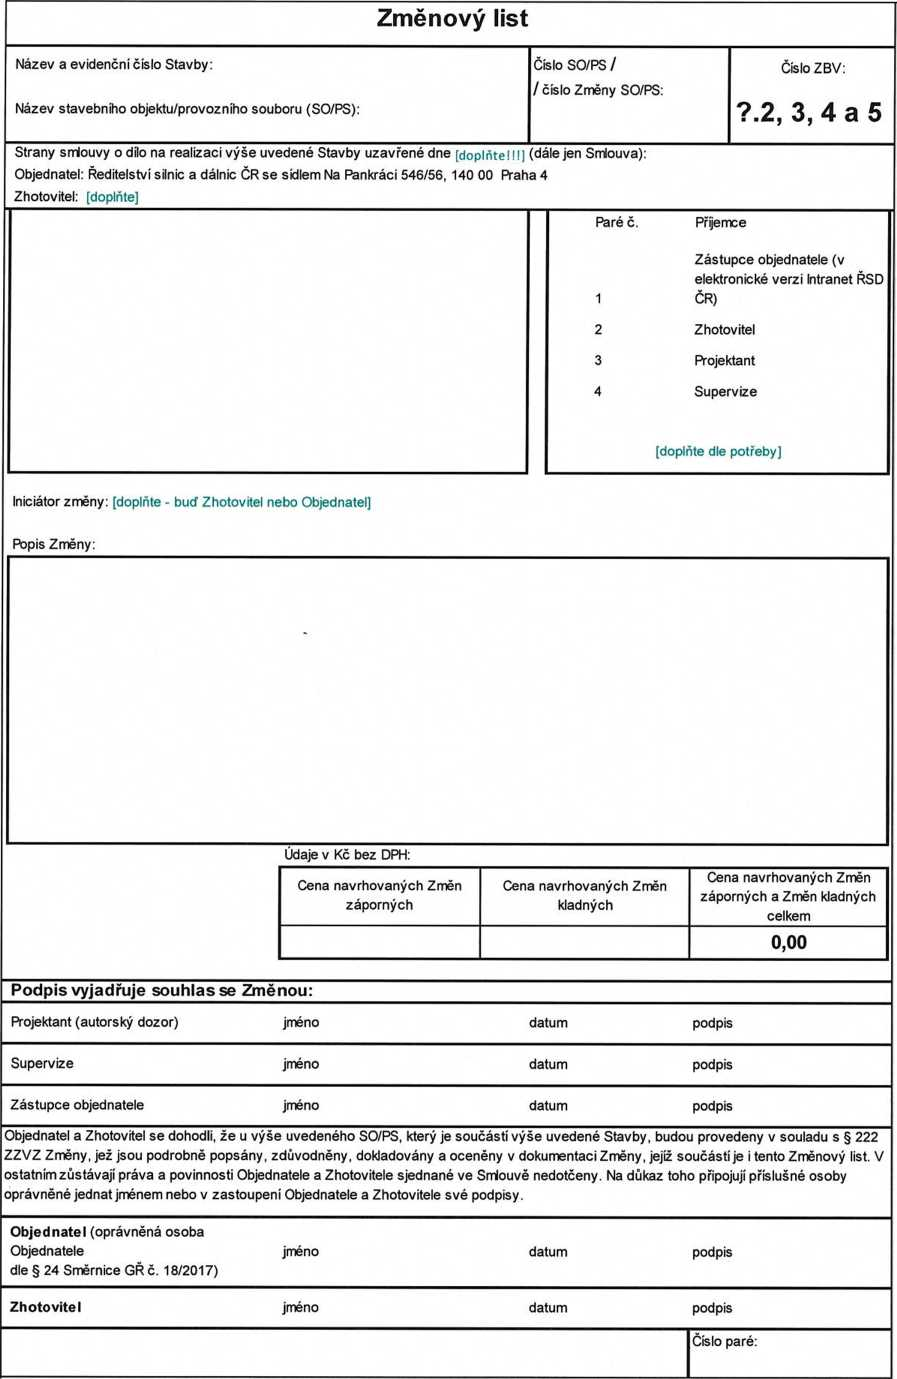 Změnový list
Název a evidenční číslo Stavby:
Číslo SO/PS /
/ číslo Změny SO/PS:
Číslo ZBV:
Název stavebního objektu/provozního souboru (SO/PS):
?.2, 3, 4 a 5
Strany smlouvy o dílo na realizaci výše uvedené Stavby uzavřené dne [doplňte!!!] (dále jen Smlouva):
Objednatel: Ředitelství silnic a dálnic ČR se sídlem Na Pankráci 546/56, 140 00 Praha 4
Zhotovitel: [doplňte]
Paré č. Příjemce
Zástupce objednatele (v
elektronické verzi Intranet ŘSD
1 ČR)
2 Zhotovitel
3 Projektant
4 Supervize
[doplňte dle potřeby]
Iniciátor změny: [doplňte - buď Zhotovitel nebo Objednatel]
Popis Změny:
Údaje v Kč bez DPH:
Cena navrhovaných Změn
záporných
Cena navrhovaných Změn
kladných
Cena navrhovaných Změn
záporných a Změn kladných
celkem
0,00
Podpis vyjadřuje souhlas se Změnou:
Projektant (autorský dozor) jméno datum podpis
Supervize jméno datum podpis
Zástupce objednatele jméno datum podpis
Objednatel a Zhotovitel se dohodli, že u výše uvedeného SO/PS, který je součástí výše uvedené Stavby, budou provedeny v souladu s § 222
ZZVZ Změny, jež jsou podrobně popsány, zdůvodněny, dokladovány a oceněny v dokumentaci Změny, jejíž součástí je i tento Změnový list. V
ostatním zůstávají práva a povinnosti Objednatele a Zhotovitele sjednané ve Smlouvě nedotčeny. Na důkaz toho připojují příslušné osoby
oprávněné jednat jménem nebo v zastoupení Objednatele a Zhotovitele své podpisy.
Objednatel (oprávněná osoba
Objednatele jméno datum podpis
dle § 24 Směrnice GŘ č. 18/2017)
Zhotovitel jméno datum podpis
Číslo paré: